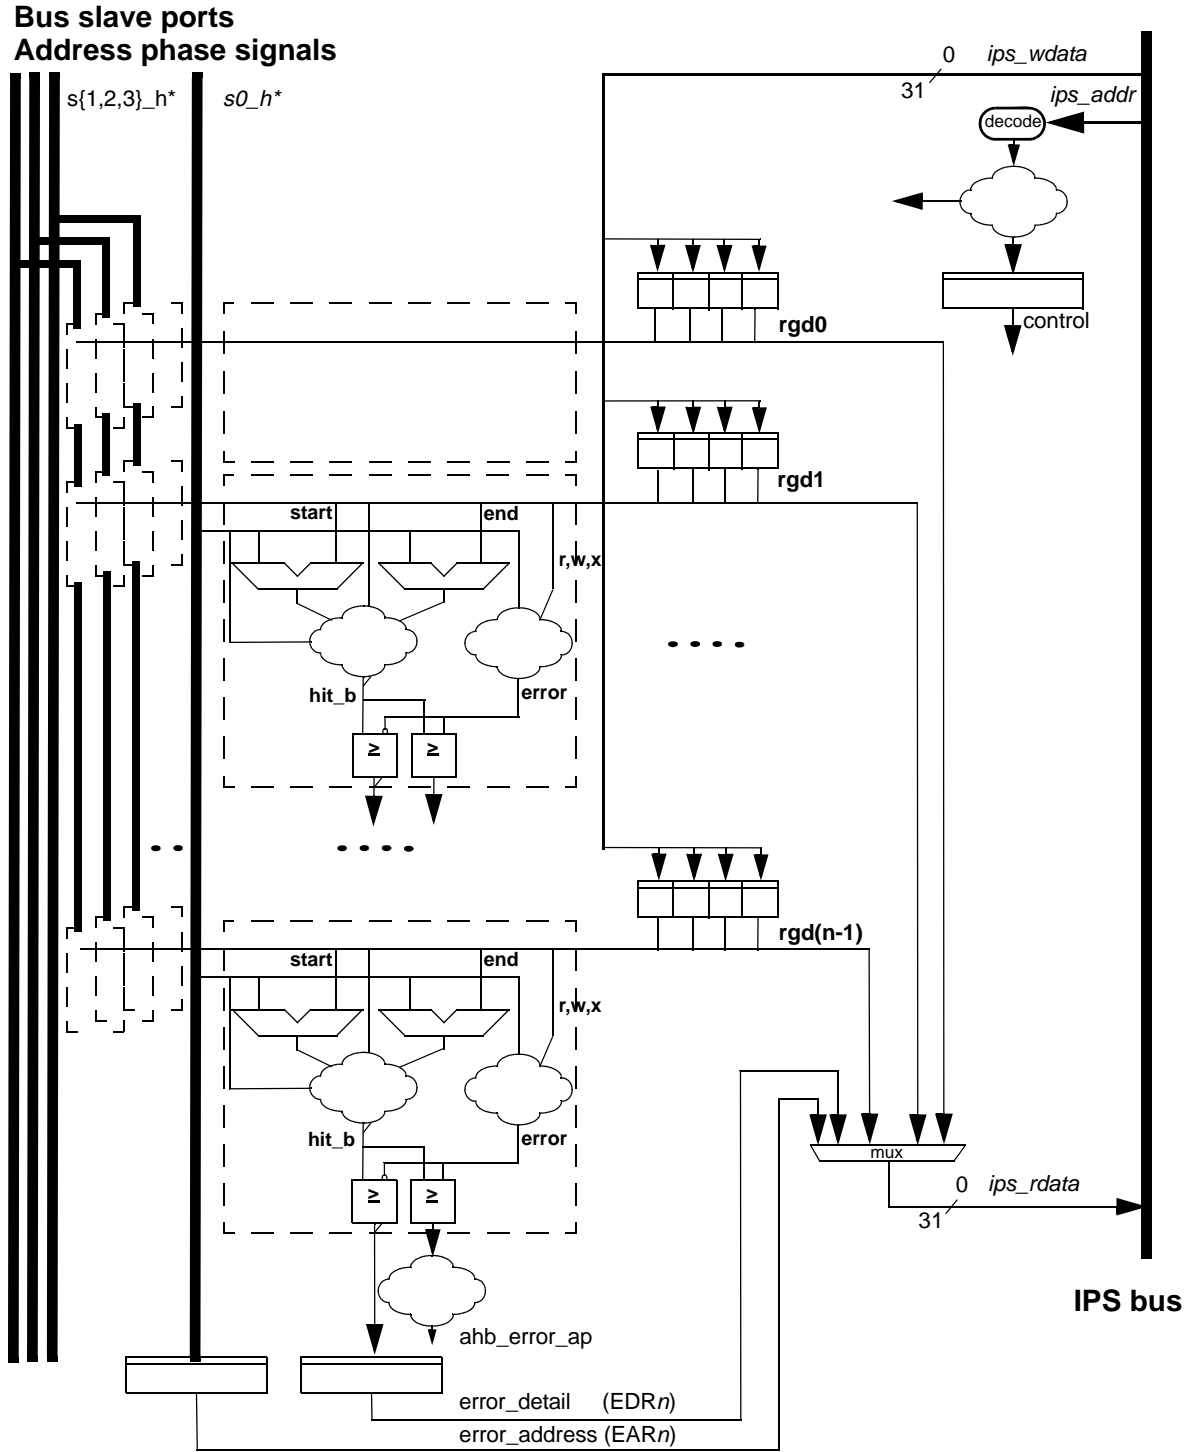 Bus slave ports
Address phase signals
s{1,2,3}_h*
s0_h*
0
ips_wdata
31
ips_addr
decode
control
rgd0
rgd1
start
end
r,w,x
hit_b
error
≥
≥
rgd(n-1)
start
end
r,w,x
hit_b
error
≥
≥
mux
0
ips_rdata
31
IPS bus
ahb_error_ap
error_detail (EDRn)
error_address (EARn)